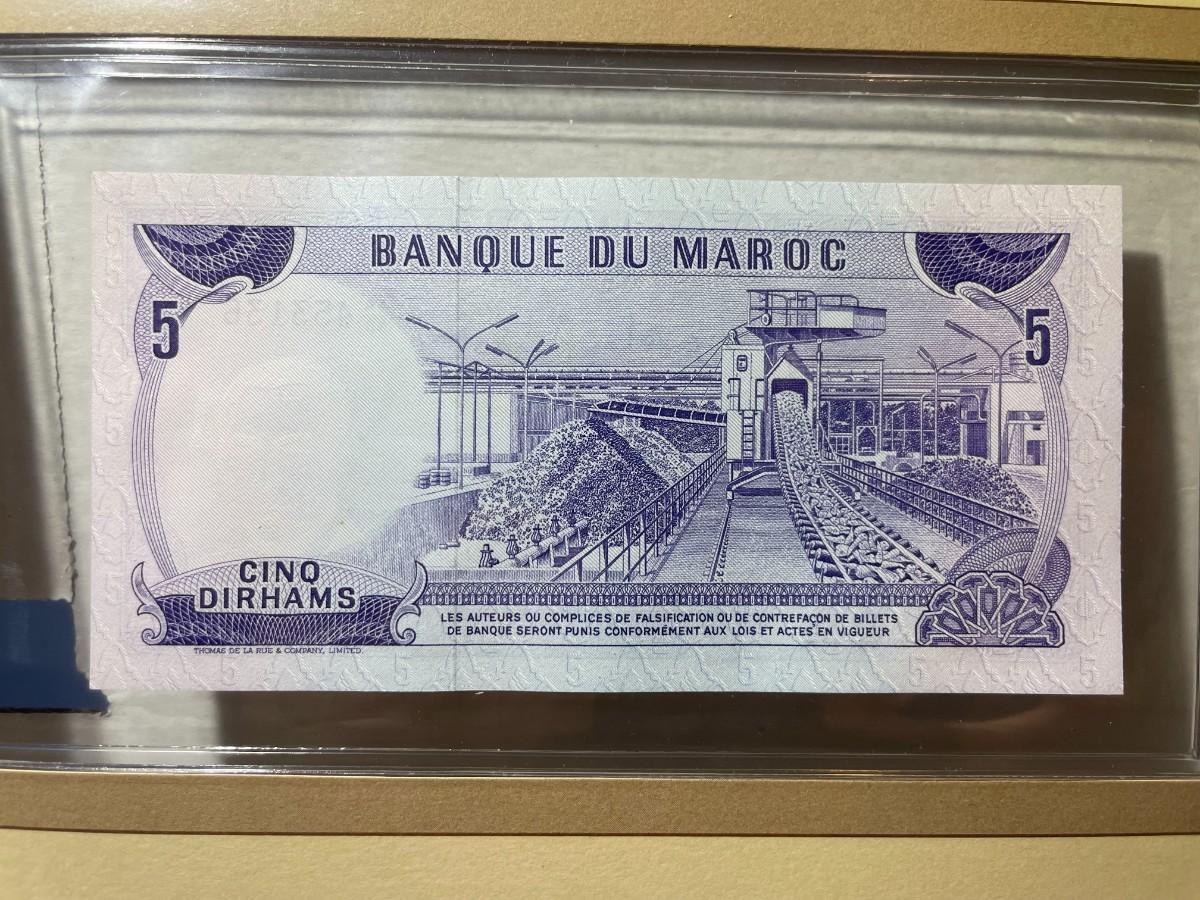 BANQUE DU MAROC
5
5
CINQ
DIRHAMS
LES AUTEURS OU COMPLICES DE FALSIFICATION OU DE CONTREFAÇON DE BILLETS
DE BANQUE SERONT PUNIS CONFORMÉMENT AUX LOIS ET ACTES EN VIGUEUR
THOMAS DE LA RUE & COMPANY, LIMITED.